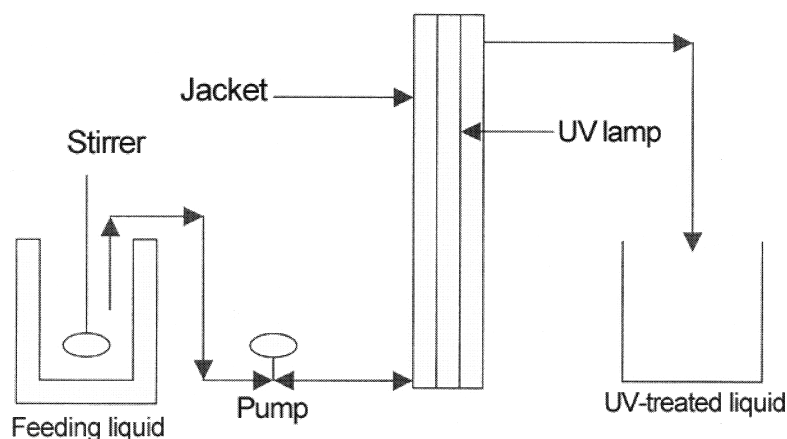 Jacket
UV lamp
Stirrer
Pump
Feeding liquid
UV-treated liquid